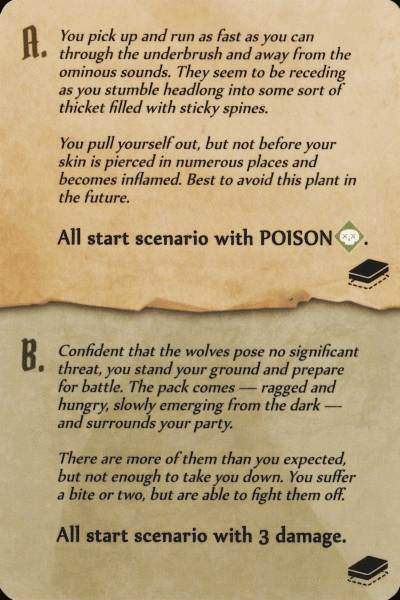 A. You pick up and run as fast as you can
through the underbrush and away from the
ominous sounds. They seem to be receding
as you stumble headlong into some sort of
thicket filled with sticky spines.
You pull yourself out, but not before your
skin is pierced in numerous places and
becomes inflamed. Best to avoid this plant in
the future.
All start scenario with POISON.
B. Confident that the wolves pose no significant
threat, you stand your ground and prepare
for battle. The pack comes — ragged and
hungry, slowly emerging from the dark —
and surrounds your party.
There are more of them than you expected,
but not enough to take you down. You suffer
a bite or two, but are able to fight them off.
All start scenario with 3 damage.